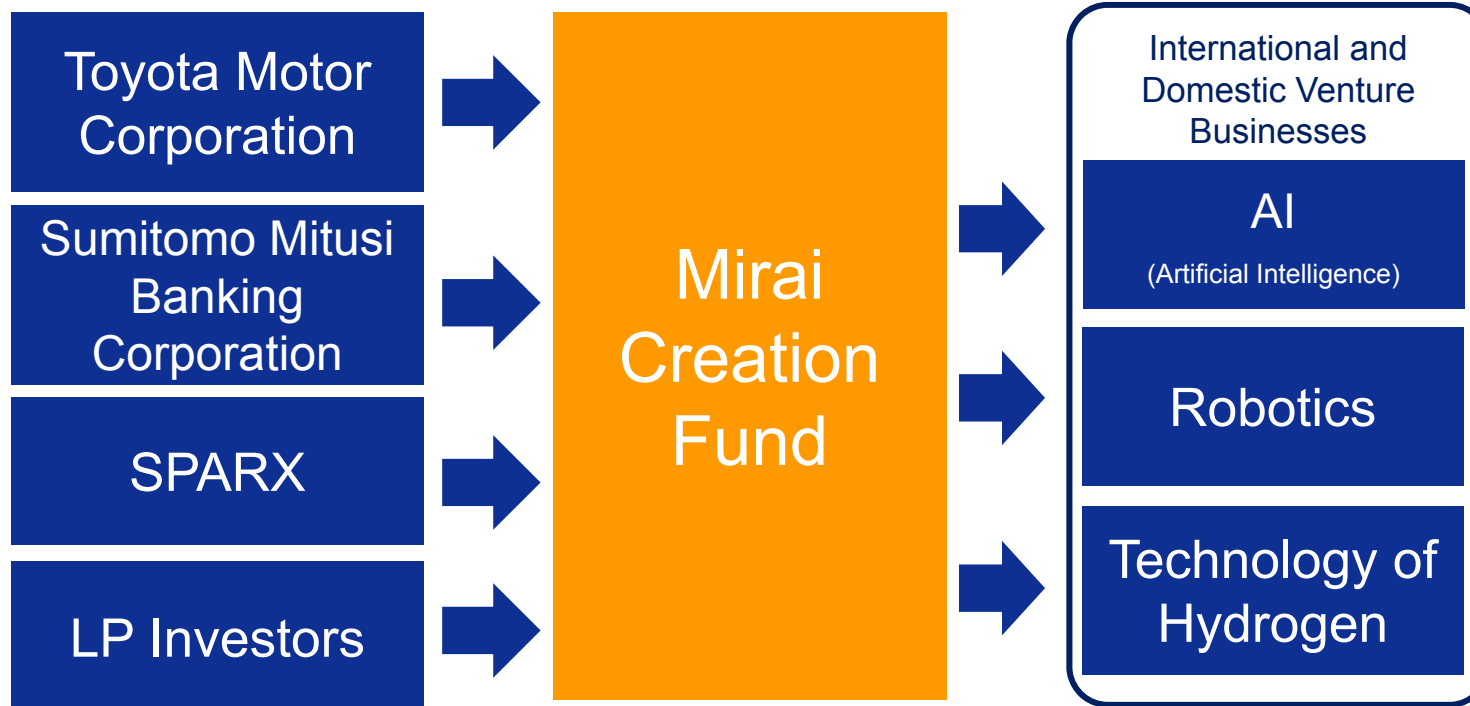 Toyota Motor
Corporation
Sumitomo Mitusi
Banking
Corporation
SPARX
LP Investors
Mirai
Creation
Fund
International and
Domestic Venture
Businesses
AI
(Artificial Intelligence)
Robotics
Technology of
Hydrogen